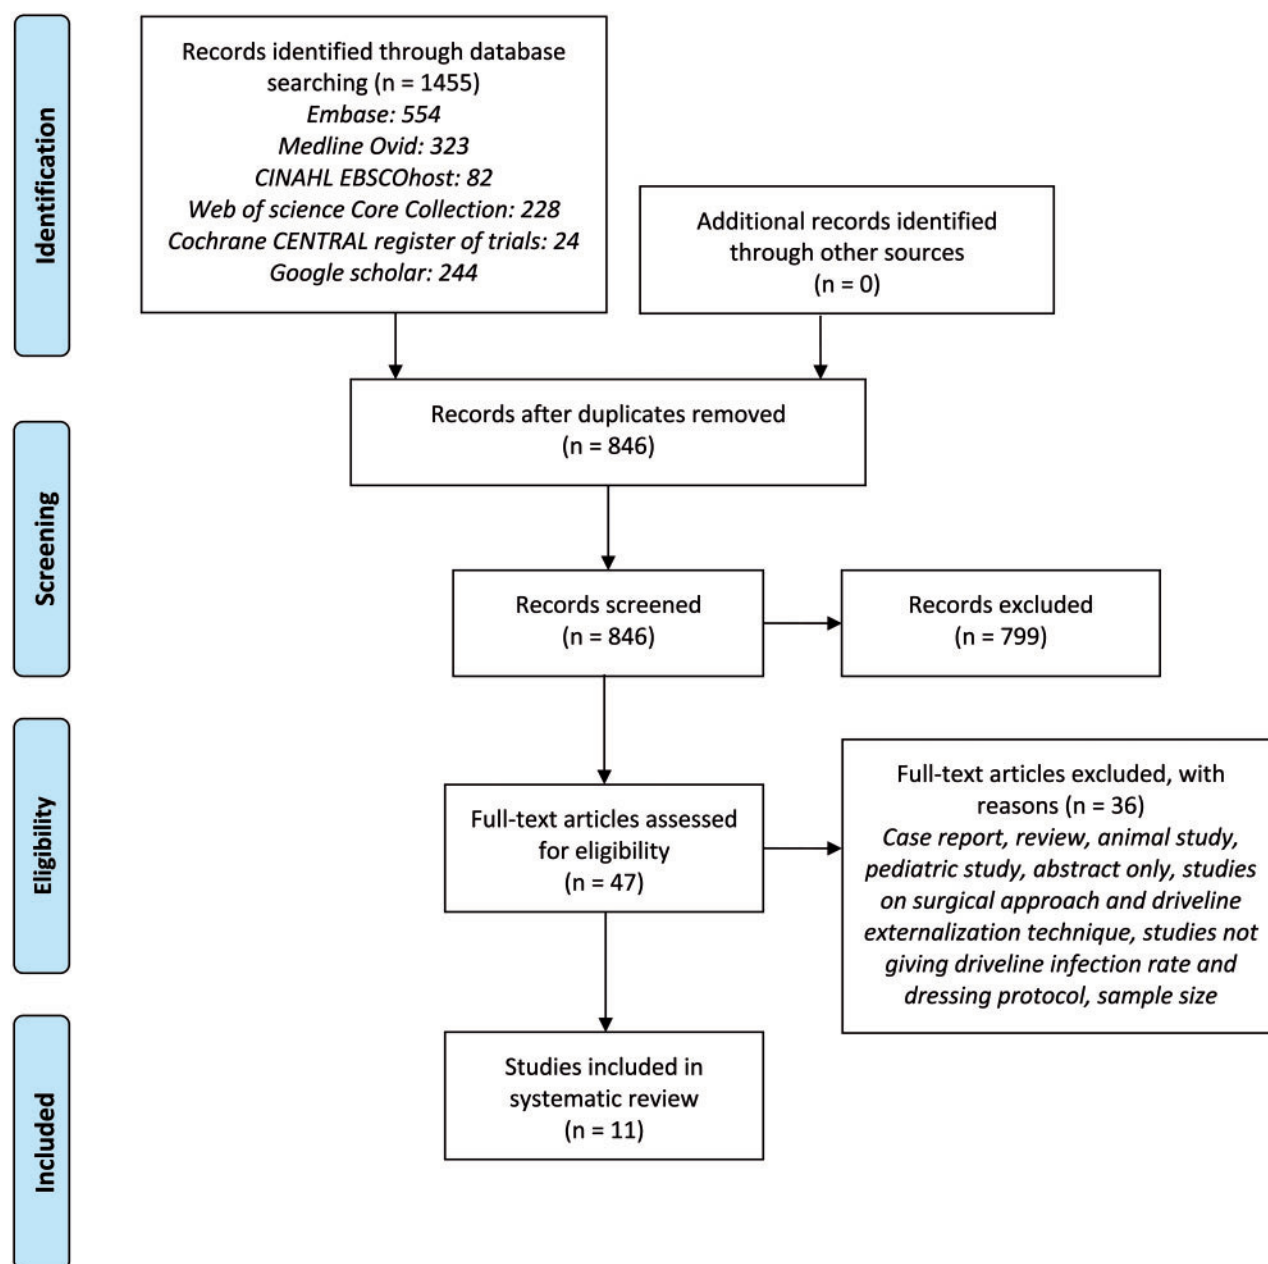 Identification
Records identified through database
searching (n = 1455)
Embase: 554
Medline Ovid: 323
CINAHL EBSCOhost: 82
Web of science Core Collection: 228
Cochrane CENTRAL register of trials: 24
Google scholar: 244
Additional records identified
through other sources
(n = 0)
Records after duplicates removed
(n = 846)
Screening
Records screened
(n = 846)
Records excluded
(n = 799)
Eligibility
Full-text articles assessed
for eligibility
(n = 47)
Full-text articles excluded, with
reasons (n = 36)
Case report, review, animal study,
pediatric study, abstract only, studies
on surgical approach and driveline
externalization technique, studies not
giving driveline infection rate and
dressing protocol, sample size
Included
Studies included in
systematic review
(n = 11)